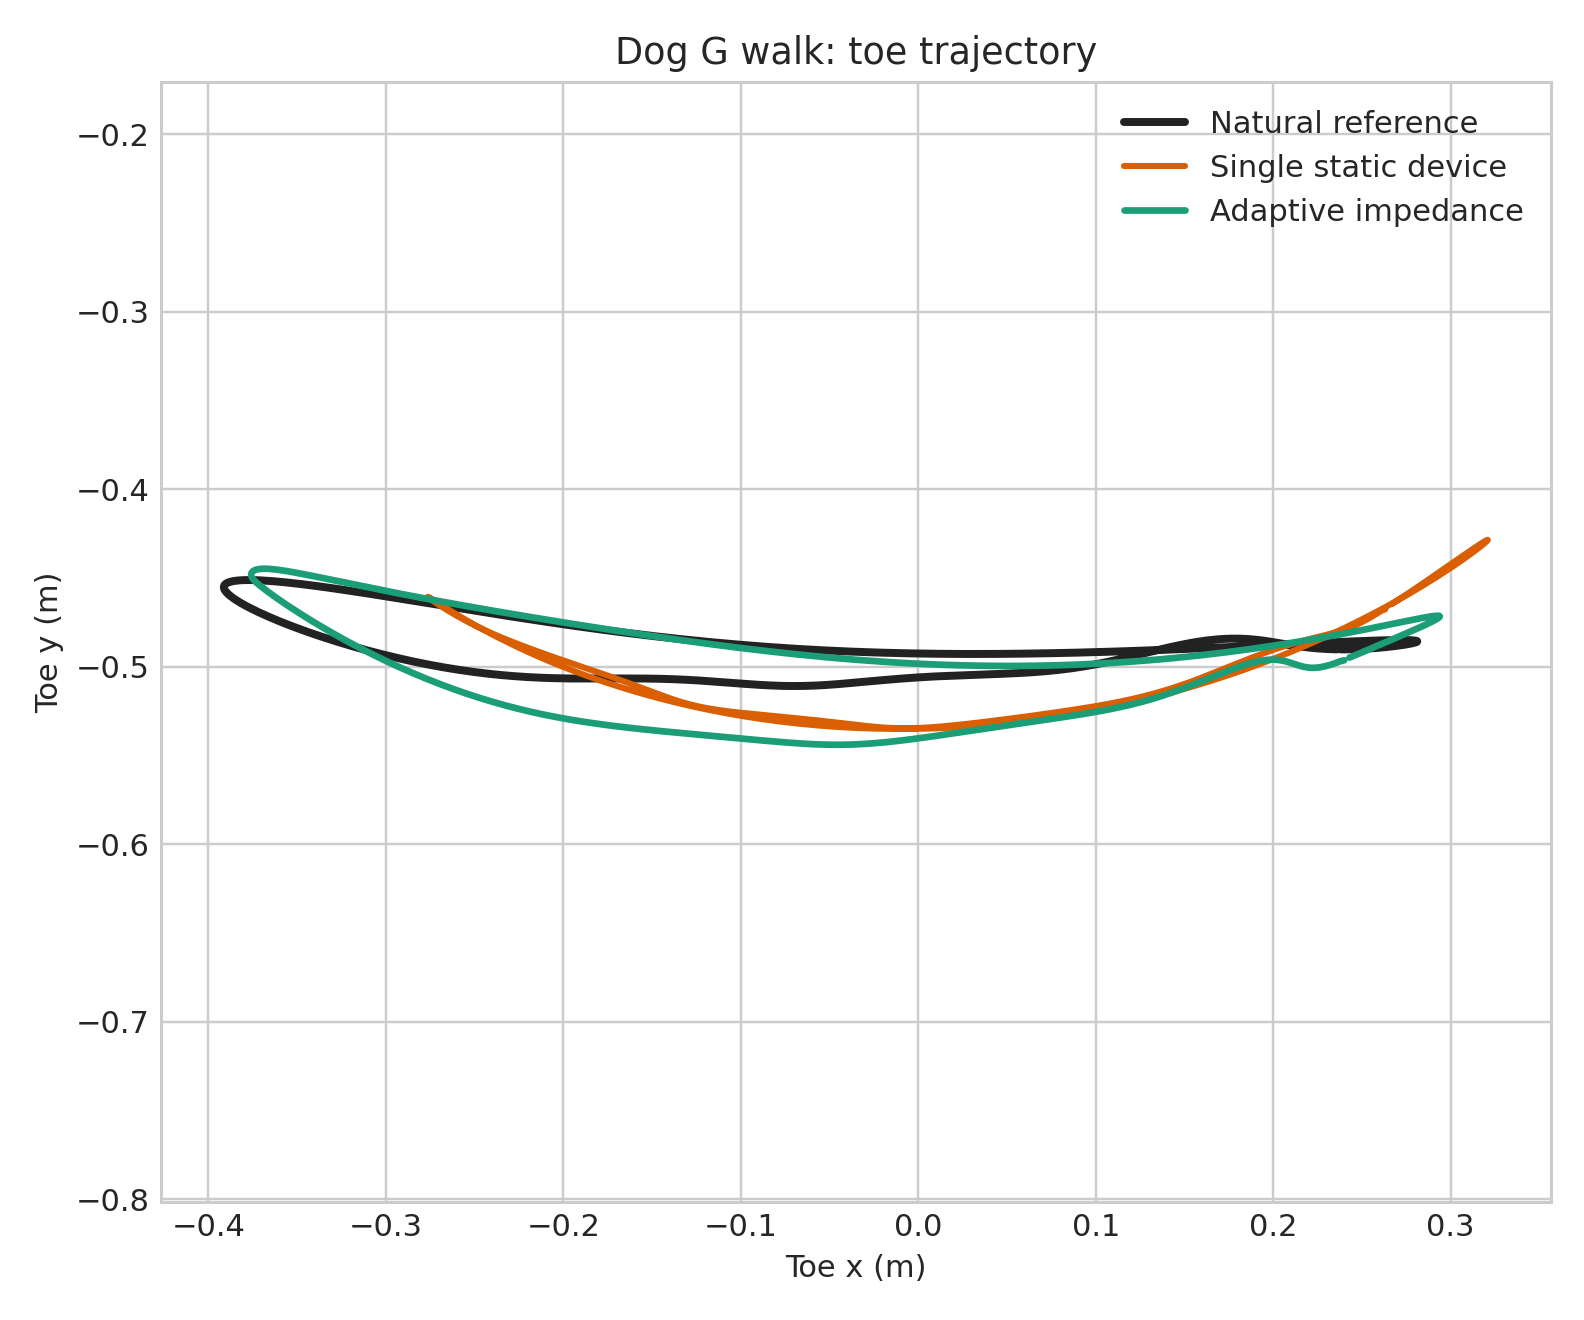 Dog G walk: toe trajectory
Natural reference
Single static device
Adaptive impedance
−0.2
−0.3
−0.4
−0.5
−0.6
−0.7
−0.8
Toe y (m)
−0.4 −0.3 −0.2 −0.1 0.0 0.1 0.2 0.3
Toe x (m)